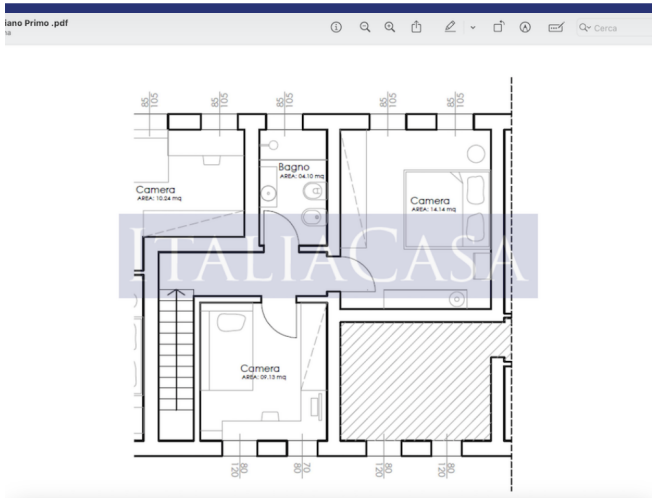 iano Primo .pdf
na
Cerca
85
105
85
105
85
105
85
105
85
105
Bagno
AREA: 04.10 mq
Camera
AREA: 10.24 mq
Camera
AREA: 14.14 mq
ITALIACASA
Camera
AREA: 09.13 mq
80
120
70
80
80
120
80
120